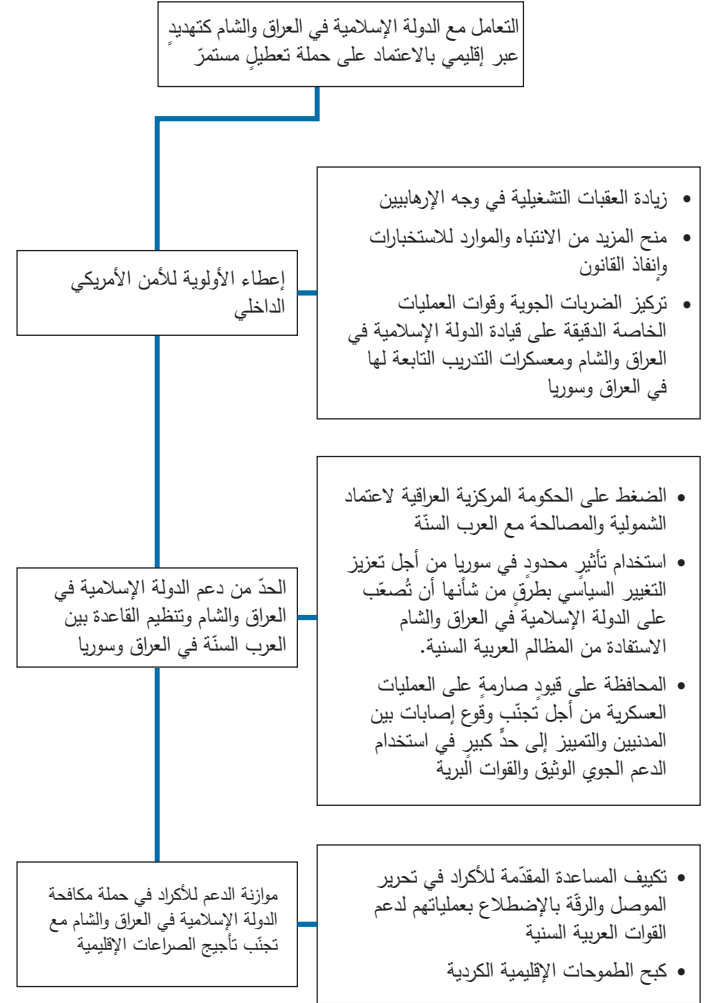 التعامل مع الدولة الإسلامية في العراق والشام كتهديدٍ
عبر إقليمي بالاعتماد على حملة تعطيلٍ مستمرّ
إعطاء الأولوية للأمن الأمريكي
الداخلي
• زيادة العقبات التشغيلية في وجه الإرهابيين
• منح المزيد من الانتباه والموارد للاستخبارات
وإنفاذ القانون
• تركيز الضربات الجوية وقوات العمليات
الخاصة الدقيقة على قيادة الدولة الإسلامية في
العراق والشام ومعسكرات التدريب التابعة لها
في العراق وسوريا
الحدّ من دعم الدولة الإسلامية في
العراق والشام وتنظيم القاعدة بين
العرب السنّة في العراق وسوريا
• الضغط على الحكومة المركزية العراقية لاعتماد
الشمولية والمصالحة مع العرب السنّة
• استخدام تأثيرٍ محدودٍ في سوريا من أجل تعزيز
التغيير السياسي بطرقٍ من شأنها أن تُصعّب
على الدولة الإسلامية في العراق والشام
الاستفادة من المظالم العربية السنية.
• المحافظة على قيودٍ صارمةٍ على العمليات
العسكرية من أجل تجنّب وقوع إصابات بين
المدنيين والتمييز إلى حدٍّ كبيرٍ في استخدام
الدعم الجوي الوثيق والقوات البرية
موازنة الدعم للأكراد في حملة مكافحة
الدولة الإسلامية في العراق والشام مع
تجنّب تأجيج الصراعات الإقليمية
• تكييف المساعدة المقدّمة للأكراد في تحرير
الموصل والرقّة بالإضطلاع بعملياتهم لدعم
القوات العربية السنية
• كبح الطموحات الإقليمية الكردية